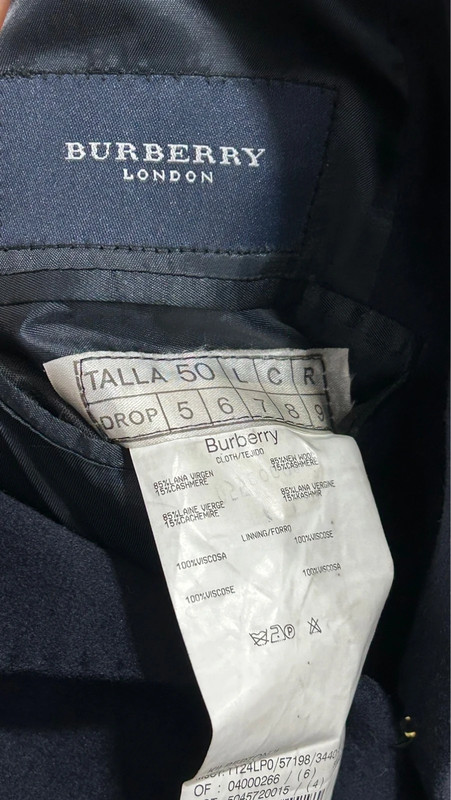 BURBERRY
LONDON
TALLA 50 L C R
DROP 5 6 7 8 9
Burberry
CLOTH/TEJIDO
85%LANA VIRGEN 85%NEW WOOL
15%CASHMERE 15%CASHMERE
85%LAINE VIERGE 85%LANA VERGINE
15%CACHEMIRE 15%KASHMIR
LINNING/FORRO
100%VISCOSA 100%VISCOSE
100%VISCOSE 100%VISCOSA
OF : 04000266 / (6)